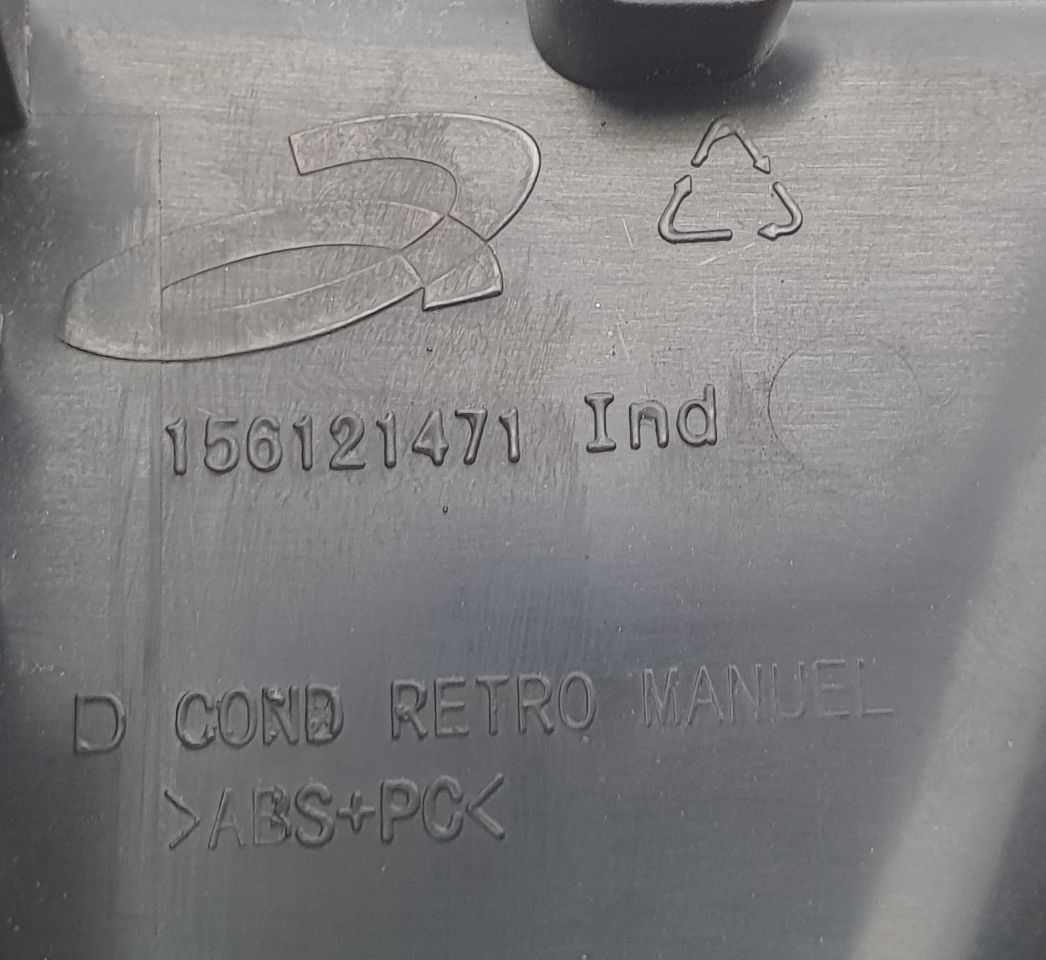 156121471 Ind
D COND RETRO MANUEL
>ABS+PC<